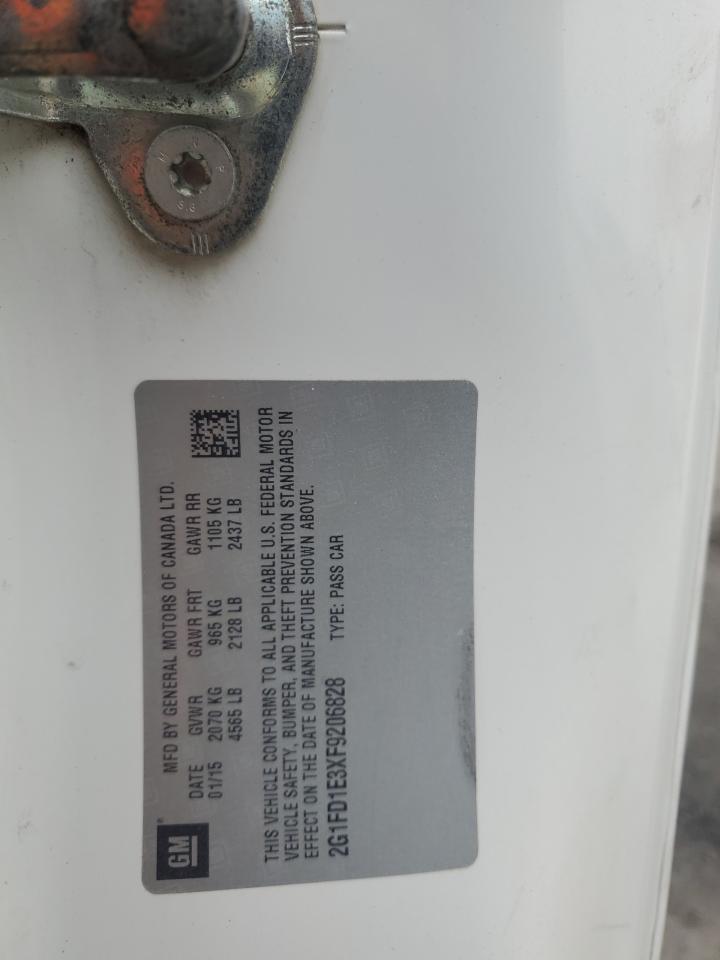 GM®
MFD BY GENERAL MOTORS OF CANADA LTD.
DATE GVWR GAWR FRT GAWR RR
01/15 2070 KG 965 KG 1105 KG
4565 LB 2128 LB 2437 LB
THIS VEHICLE CONFORMS TO ALL APPLICABLE U.S. FEDERAL MOTOR
VEHICLE SAFETY, BUMPER, AND THEFT PREVENTION STANDARDS IN
EFFECT ON THE DATE OF MANUFACTURE SHOWN ABOVE.
2G1FD1E3XF9206828 TYPE: PASS CAR